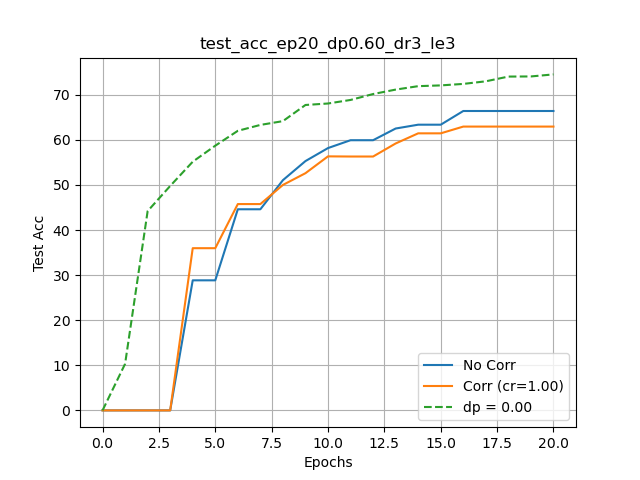 test_acc_ep20_dp0.60_dr3_le3
70
60
50
40
30
20
10
0
Test Acc
0.0 2.5 5.0 7.5 10.0 12.5 15.0 17.5 20.0
Epochs
No Corr
Corr (cr=1.00)
dp = 0.00